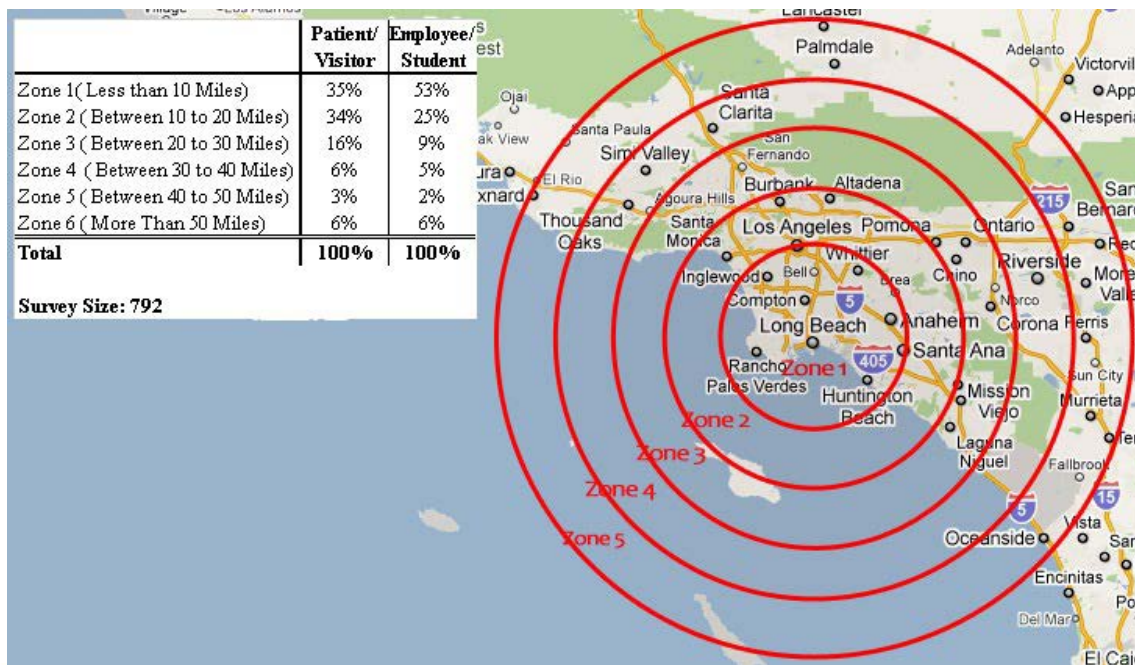 Patient/ Employee/
Visitor Student
Zone 1( Less than 10 Miles) 35% 53%
Zone 2 ( Between 10 to 20 Miles) 34% 25%
Zone 3 ( Between 20 to 30 Miles) 16% 9%
Zone 4 ( Between 30 to 40 Miles) 6% 5%
Zone 5 ( Between 40 to 50 Miles) 3% 2%
Zone 6 ( More Than 50 Miles) 6% 6%
Total 100% 100%
Survey Size: 792
Lancaster
Palmdale
Adelanto
Victorvil
Hesperia
Ojai
Santa
Clarita
Santa Paula
San
Fernando
Simi Valley
El Rio
Burbank
Altadena
215
Agoura Hills
Thousand
Oaks
Santa
Monica
Los Angeles
Pomona
Ontario
Whittier
Inglewood
Bell
Chino
Riverside
Brea
Compton
5
Norco
Anaheim
Corona
Long Beach
405
Santa Ana
Rancho
Palos Verdes
Zone 1
Sun City
Huntington
Beach
Mission
Viejo
Murrieta
Zone 2
Laguna
Niguel
Zone 3
Fallbrook
Zone 4
5
15
Vista
Zone 5
Oceanside
Encinitas
Del Mar
El Caj